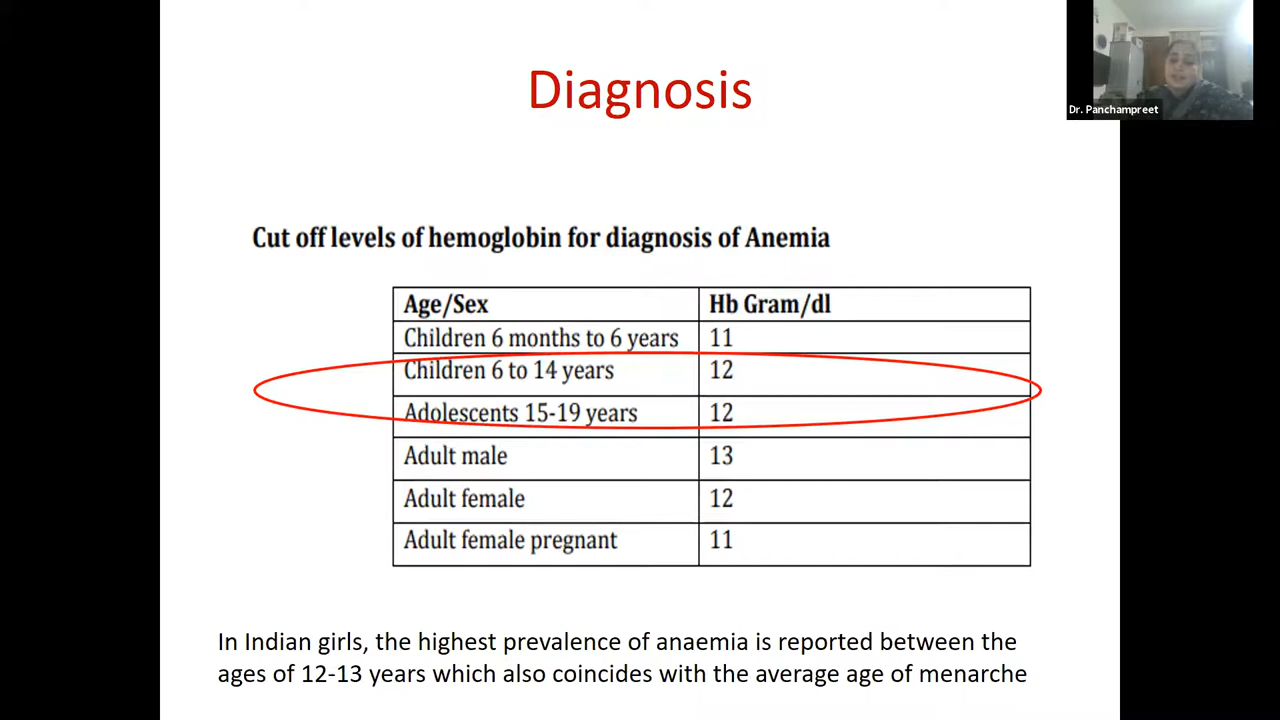 Diagnosis
Dr. Panchampreet
Cut off levels of hemoglobin for diagnosis of Anemia
Age/Sex Hb Gram/dl
Children 6 months to 6 years 11
Children 6 to 14 years 12
Adolescents 15-19 years 12
Adult male 13
Adult female 12
Adult female pregnant 11
In Indian girls, the highest prevalence of anaemia is reported between the
ages of 12-13 years which also coincides with the average age of menarche